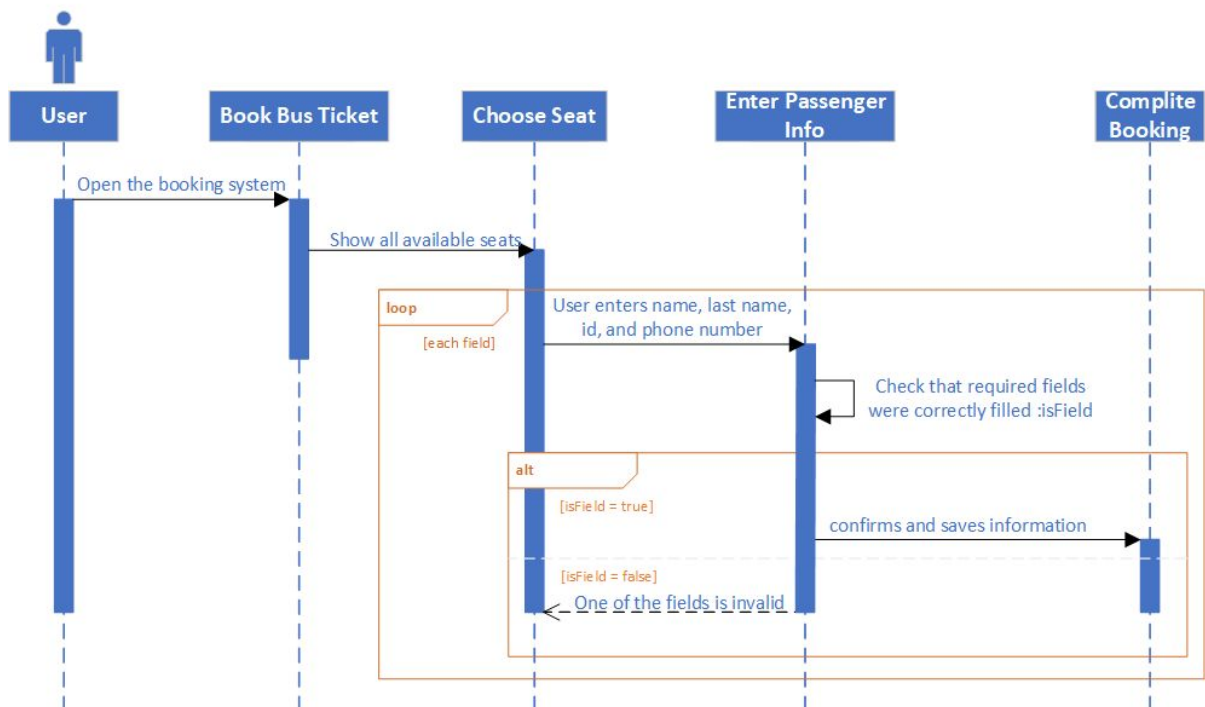 User
Book Bus Ticket
Choose Seat
Enter Passenger
Info
Complite
Booking
Open the booking system
Show all available seats
loop
[each field]
User enters name, last name,
id, and phone number
Check that required fields
were correctly filled :isField
alt
[isField = true]
confirms and saves information
[isField = false]
One of the fields is invalid